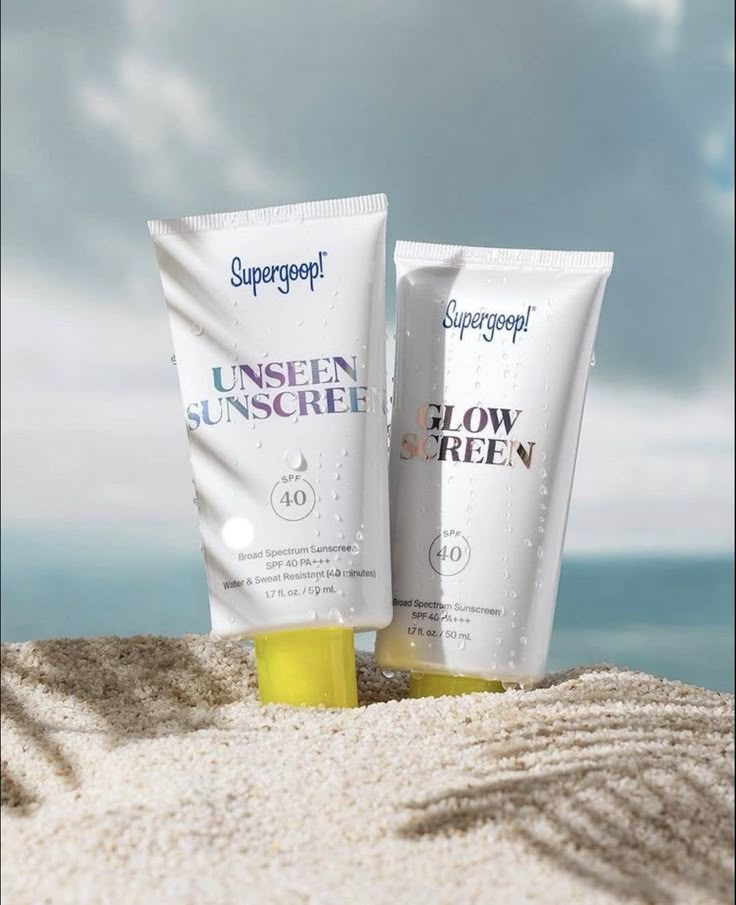 Supergoop!®
UNSEEN
SUNSCREEN
SPF
40
Broad Spectrum Sunscreen
SPF 40 PA+++
Water & Sweat Resistant (40 minutes)
1.7 fl. oz. / 50 ml.
Supergoop!®
GLOW
SCREEN
SPF
40
Broad Spectrum Sunscreen
SPF 40 PA+++
1.7 fl. oz. / 50 ml.